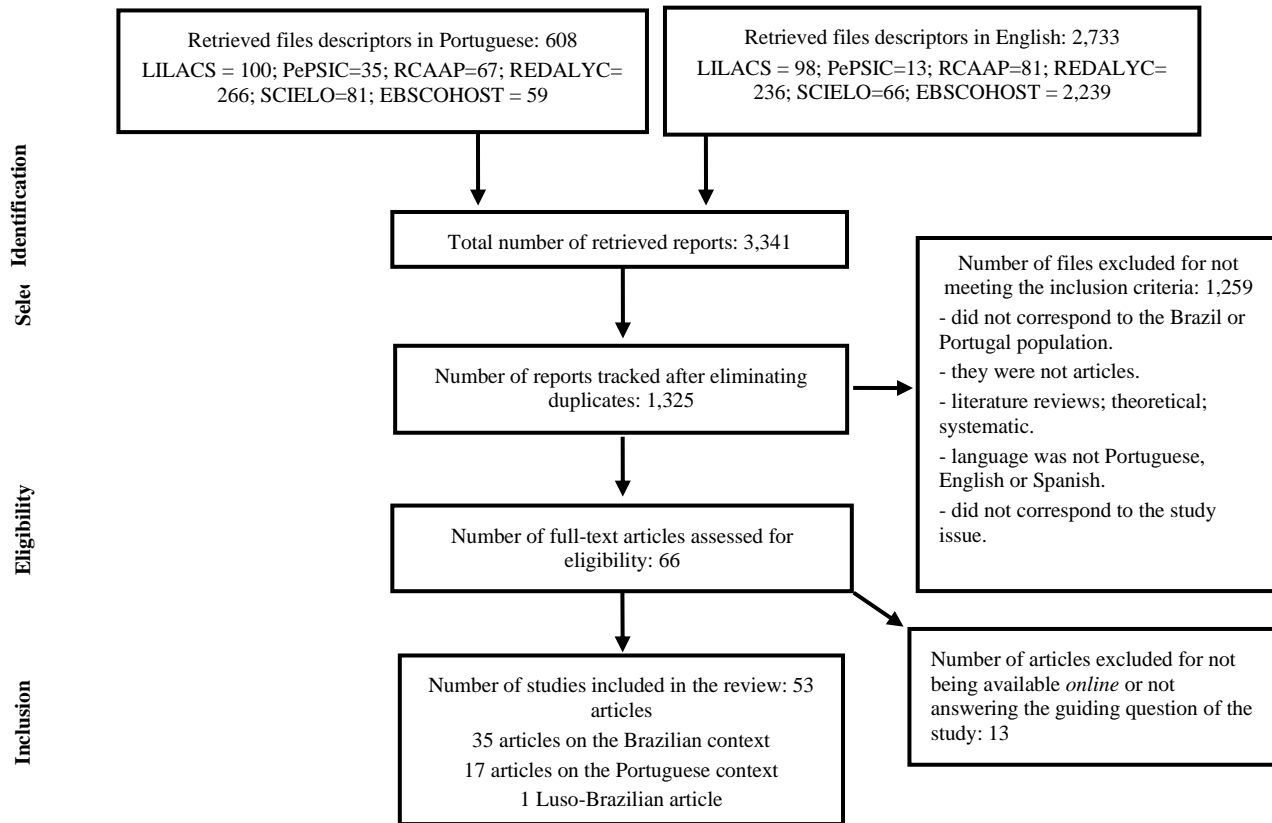 Retrieved files descriptors in Portuguese: 608
LILACS = 100; PePSIC=35; RCAAP=67; REDALYC=
266; SCIELO=81; EBSCOHOST = 59
Retrieved files descriptors in English: 2,733
LILACS = 98; PePSIC=13; RCAAP=81; REDALYC=
236; SCIELO=66; EBSCOHOST = 2,239
Identification
Total number of retrieved reports: 3,341
Number of files excluded for not
meeting the inclusion criteria: 1,259
- did not correspond to the Brazil or
Portugal population.
- they were not articles.
- literature reviews; theoretical;
systematic.
- language was not Portuguese,
English or Spanish.
- did not correspond to the study
issue.
Number of reports tracked after eliminating
duplicates: 1,325
Eligibility
Number of full-text articles assessed for
eligibility: 66
Number of articles excluded for not
being available online or not
answering the guiding question of the
study: 13
Inclusion
Number of studies included in the review: 53
articles
35 articles on the Brazilian context
17 articles on the Portuguese context
1 Luso-Brazilian article